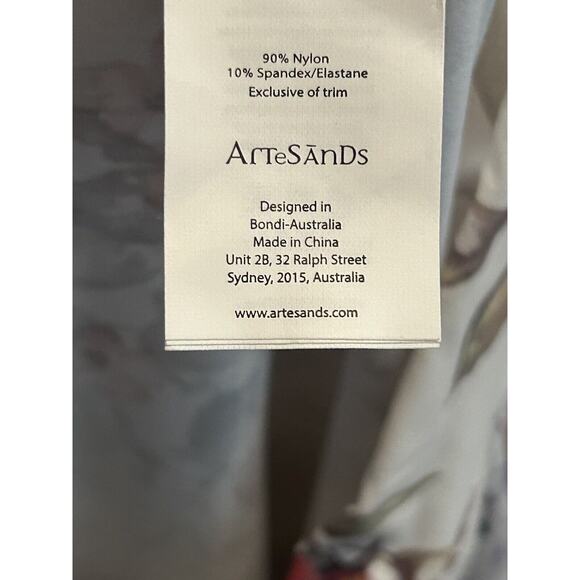 90% Nylon
10% Spandex/Elastane
Exclusive of trim
ArTeSĀnDs
Designed in
Bondi-Australia
Made in China
Unit 2B, 32 Ralph Street
Sydney, 2015, Australia
www.artesands.com